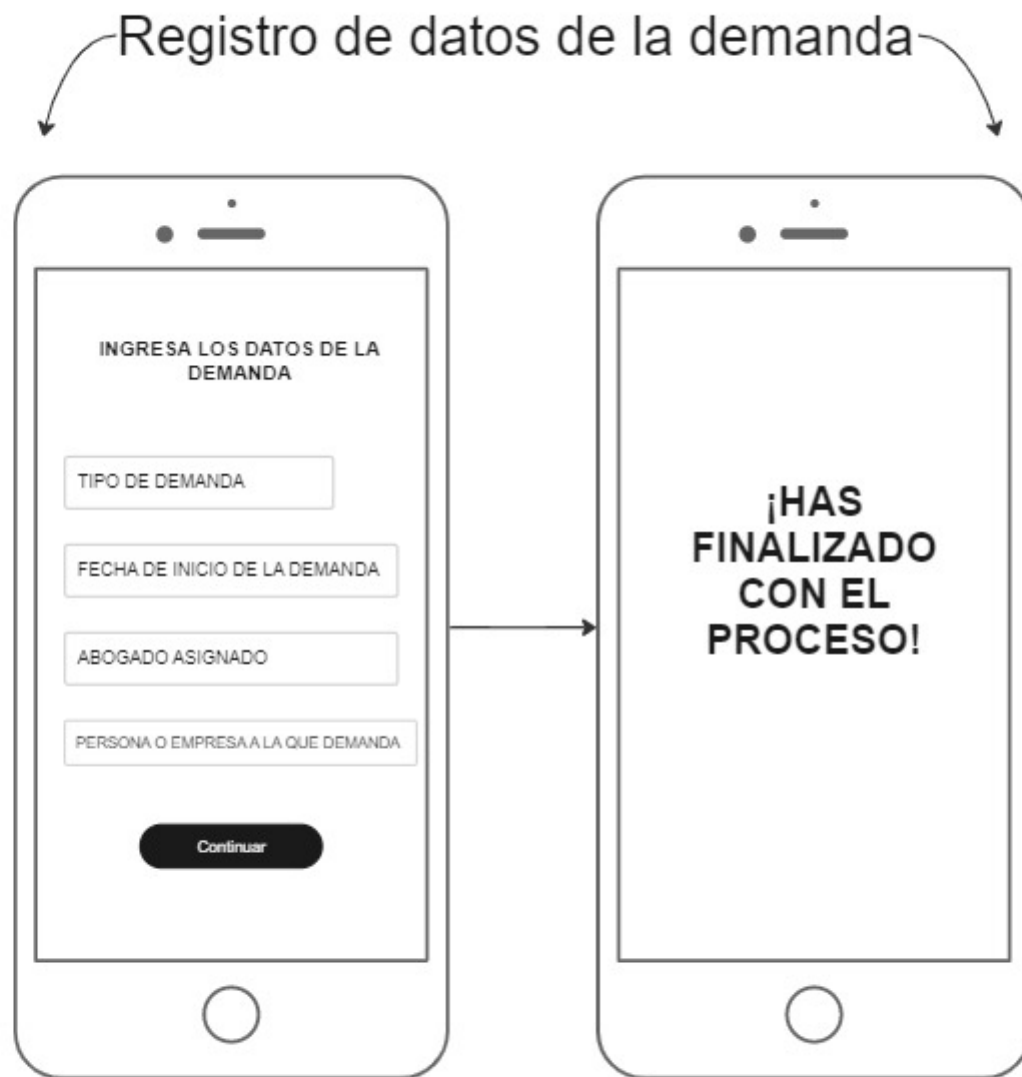 Registro de datos de la demanda
INGRESA LOS DATOS DE LA
DEMANDA
TIPO DE DEMANDA
FECHA DE INICIO DE LA DEMANDA
ABOGADO ASIGNADO
PERSONA O EMPRESA A LA QUE DEMANDA
Continuar
¡HAS
FINALIZADO
CON EL
PROCESO!